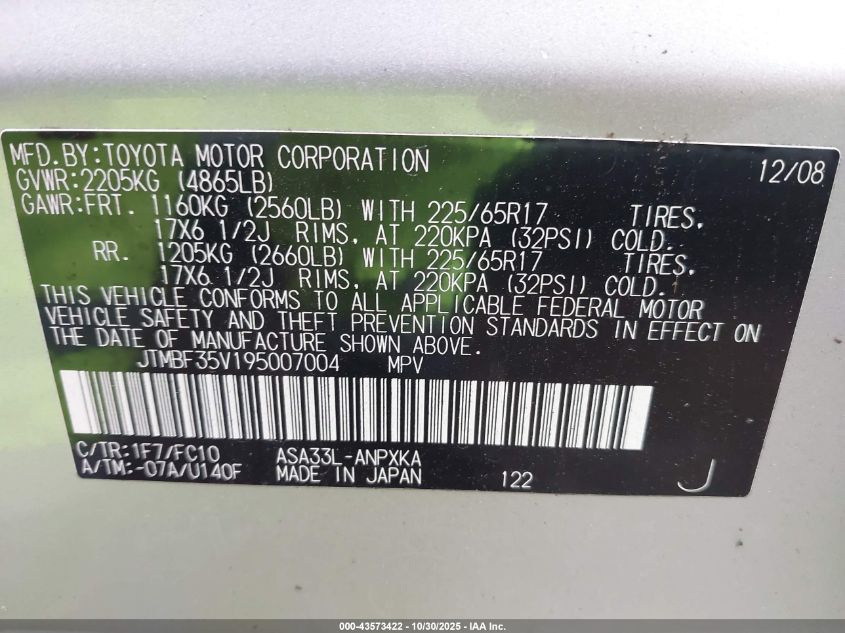 MFD.BY:TOYOTA MOTOR CORPORATION 12/08
GVWR:2205KG (4865LB)
GAWR:FRT. 1160KG (2560LB) WITH 225/65R17 TIRES.
17X6 1/2J RIMS, AT 220KPA (32PSI) COLD.
RR. 1205KG (2660LB) WITH 225/65R17 TIRES.
17X6 1/2J RIMS, AT 220KPA (32PSI) COLD.
THIS VEHICLE CONFORMS TO ALL APPLICABLE FEDERAL MOTOR
VEHICLE SAFETY AND THEFT PREVENTION STANDARDS IN EFFECT ON
THE DATE OF MANUFACTURE SHOWN ABOVE.
JTMBF35V195007004 MPV
C/TR:1F7/FC10 ASA33L-ANPXKA
A/TM:-07A/U140F MADE IN JAPAN 122 J
000-43573422 | 10/30/2025 - IAA Inc.